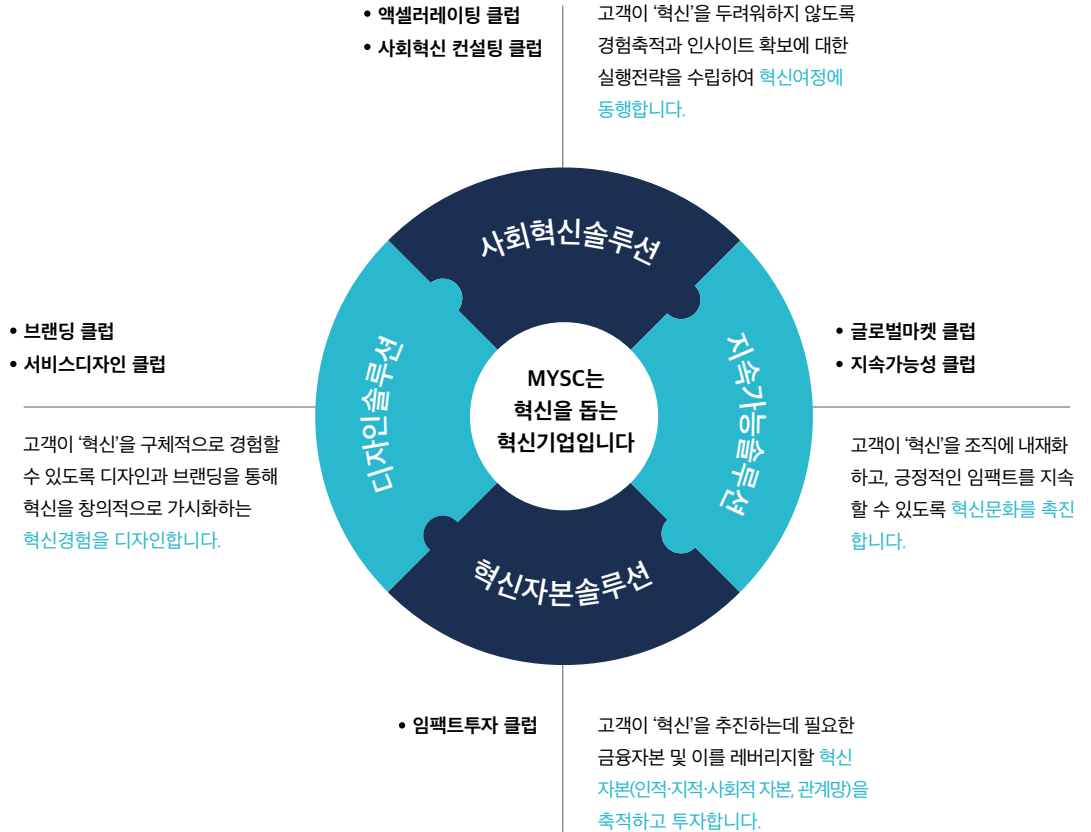 • 액셀러레이팅 클럽
• 사회혁신 컨설팅 클럽
고객이 ‘혁신’을 두려워하지 않도록
경험축적과 인사이트 확보에 대한
실행전략을 수립하여 혁신여정에
동행합니다.
사회혁신솔루션
• 브랜딩 클럽
• 서비스디자인 클럽
고객이 ‘혁신’을 구체적으로 경험할
수 있도록 디자인과 브랜딩을 통해
혁신을 창의적으로 가시화하는
혁신경험을 디자인합니다.
디자인솔루션
MYSC는
혁신을 돕는
혁신기업입니다
지속가능솔루션
• 글로벌마켓 클럽
• 지속가능성 클럽
고객이 ‘혁신’을 조직에 내재화
하고, 긍정적인 임팩트를 지속
할 수 있도록 혁신문화를 촉진
합니다.
혁신자본솔루션
• 임팩트투자 클럽
고객이 ‘혁신’을 추진하는데 필요한
금융자본 및 이를 레버리지할 혁신
자본(인적·지적·사회적 자본, 관계망)을
축적하고 투자합니다.